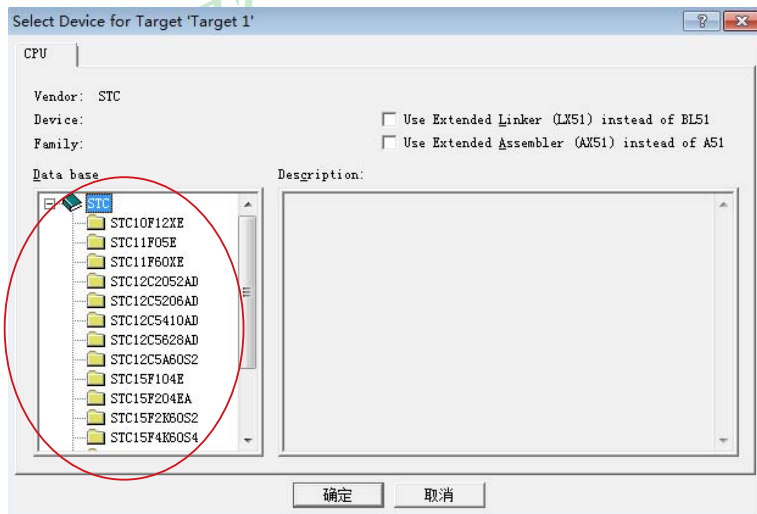 Select Device for Target 'Target 1'
CPU
Vendor: STC
Device:
Use Extended Linker (LX51) instead of BL51
Family:
Use Extended Assembler (AX51) instead of A51
Data base
Description:
STC
STC10F12XE
STC11F05E
STC11F60XE
STC12C2052AD
STC12C5206AD
STC12C5410AD
STC12C5628AD
STC12C5A60S2
STC15F104E
STC15F204EA
STC15F2K60S2
STC15F4K60S4
确定
取消